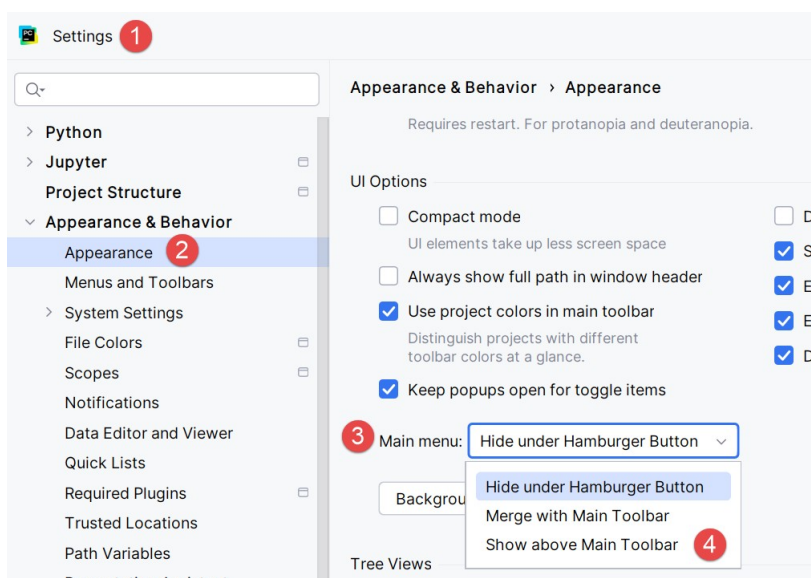 PC
Settings 1
Python
Jupyter
Project Structure
Appearance & Behavior
Appearance 2
Menus and Toolbars
System Settings
File Colors
Scopes
Notifications
Data Editor and Viewer
Quick Lists
Required Plugins
Trusted Locations
Path Variables
Appearance & Behavior › Appearance
Requires restart. For protanopia and deuteranopia.
UI Options
Compact mode
UI elements take up less screen space
Always show full path in window header
Use project colors in main toolbar
Distinguish projects with different
toolbar colors at a glance.
Keep popups open for toggle items
D
S
E
E
D
3 Main menu: Hide under Hamburger Button
Hide under Hamburger Button
Merge with Main Toolbar
Show above Main Toolbar 4
Backgrou
Tree Views